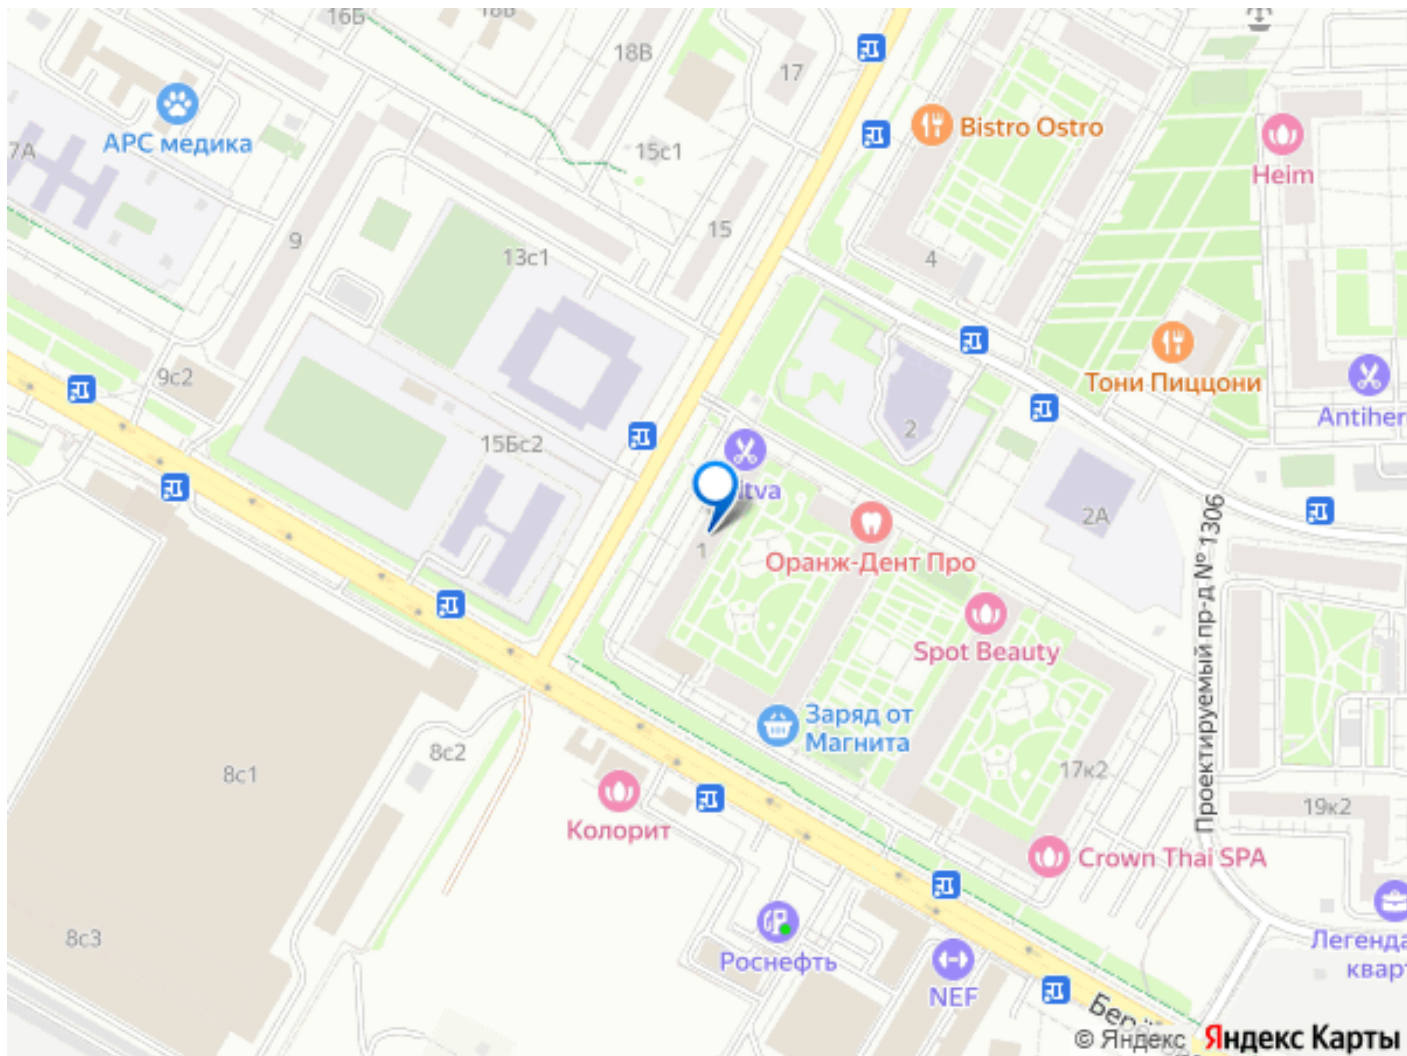 16Б
18Б
18В
17
АРС медика
7А
15с1
Bistro Ostro
Heim
9
15
13с1
4
Тони Пиццони
9с2
Antiher
15Бс2
2
2А
Проектируемый пр-д № 1306
1
Оранж-Дент Про
Spot Beauty
Заряд от
Магнита
8с2
8с1
17к2
19к2
Колорит
Crown Thai SPA
8с3
Роснефть
NEF
Легенда
кварт
© Яндекс Яндекс Карты